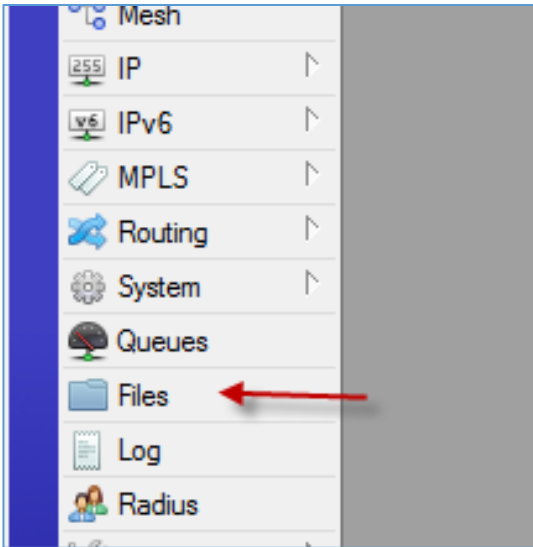 Mesh
255 IP
v6 IPv6
MPLS
Routing
System
Queues
Files
Log
Radius